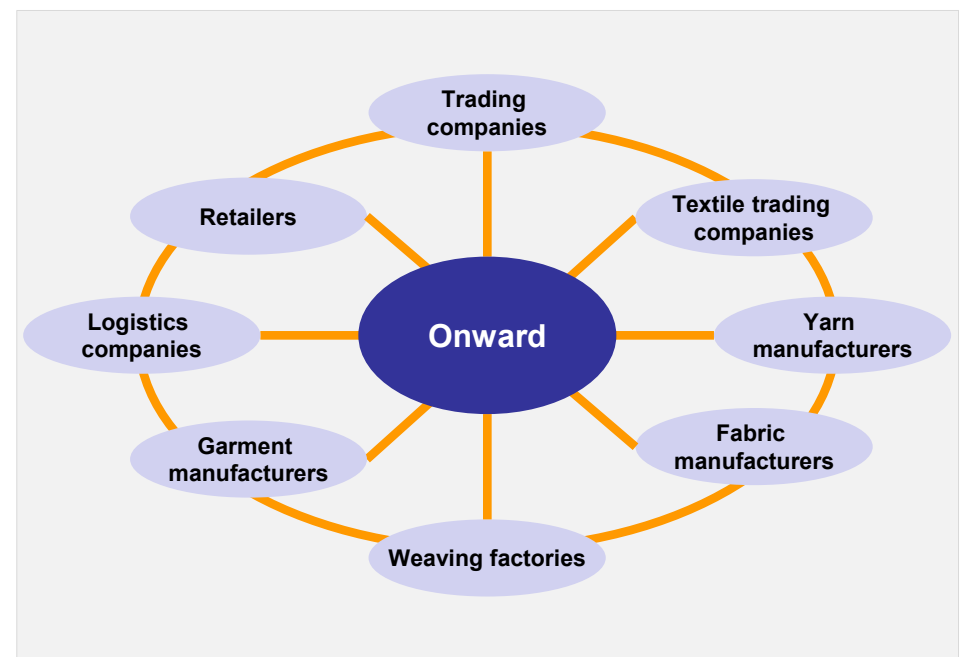 Trading
companies
Retailers
Textile trading
companies
Logistics
companies
Onward
Yarn
manufacturers
Garment
manufacturers
Fabric
manufacturers
Weaving factories